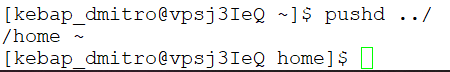 [kebap_dmitro@vpsj3IeQ ~]$ pushd ../
/home ~
[kebap_dmitro@vpsj3IeQ home]$